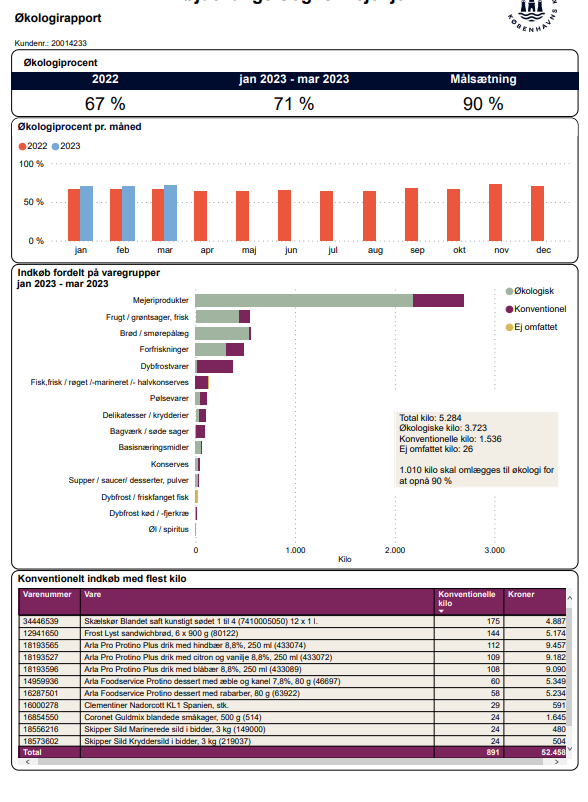 Økologirapport
KØBENHAVNS
Kundenr.: 20014233
Økologiprocent
2022 jan 2023 - mar 2023 Målsætning
67 % 71 % 90 %
Økologiprocent pr. måned
2022 2023
100 %
50 %
0 %
jan feb mar apr maj jun jul aug sep okt nov dec
Indkøb fordelt på varegrupper
jan 2023 - mar 2023
Økologisk
Konventionel
Ej omfattet
Mejeriprodukter
Frugt / grøntsager, frisk
Brød / smørepålæg
Forfriskninger
Dybfrostvarer
Fisk,frisk / røget /-marineret /- halvkonserves
Pølsevarer
Delikatesser / krydderier
Bagværk / søde sager
Basisnæringsmidler
Konserves
Supper / saucer/ desserter, pulver
Dybfrost / friskfanget fisk
Dybfrost kød / -fjerkræ
Øl / spiritus
Total kilo: 5.284
Økologiske kilo: 3.723
Konventionelle kilo: 1.536
Ej omfattet kilo: 26
1.010 kilo skal omlægges til økologi for
at opnå 90 %
0 1.000 2.000 3.000
Kilo
Konventionelt indkøb med flest kilo
Varenummer Vare Konventionelle kilo Kroner
34446539 Skælskør Blandet saft kunstigt sødet 1 til 4 (7410005050) 12 x 1 l. 175 4.887
12941650 Frost Lyst sandwichbrød, 6 x 900 g (80122) 144 5.174
18193565 Arla Pro Protino Plus drik med hindbær 8,8%, 250 ml (433074) 112 9.457
18193527 Arla Pro Protino Plus drik med citron og vanilje 8,8%, 250 ml (433072) 109 9.182
18193596 Arla Pro Protino Plus drik med blåbær 8,8%, 250 ml (433089) 108 9.090
14959936 Arla Foodservice Protino dessert med æble og kanel 7,8%, 80 g (46697) 60 5.349
16287501 Arla Foodservice Protino dessert med rabarber, 80 g (63922) 58 5.234
16000278 Clementiner Nadorcott KL1 Spanien, stk. 29 591
16854550 Coronet Guldmix blandede småkager, 500 g (514) 24 1.645
18556216 Skipper Sild Marinerede sild i bidder, 3 kg (149000) 24 480
18573602 Skipper Sild Kryddersild i bidder, 3 kg (219037) 24 504
Total 891 52.458